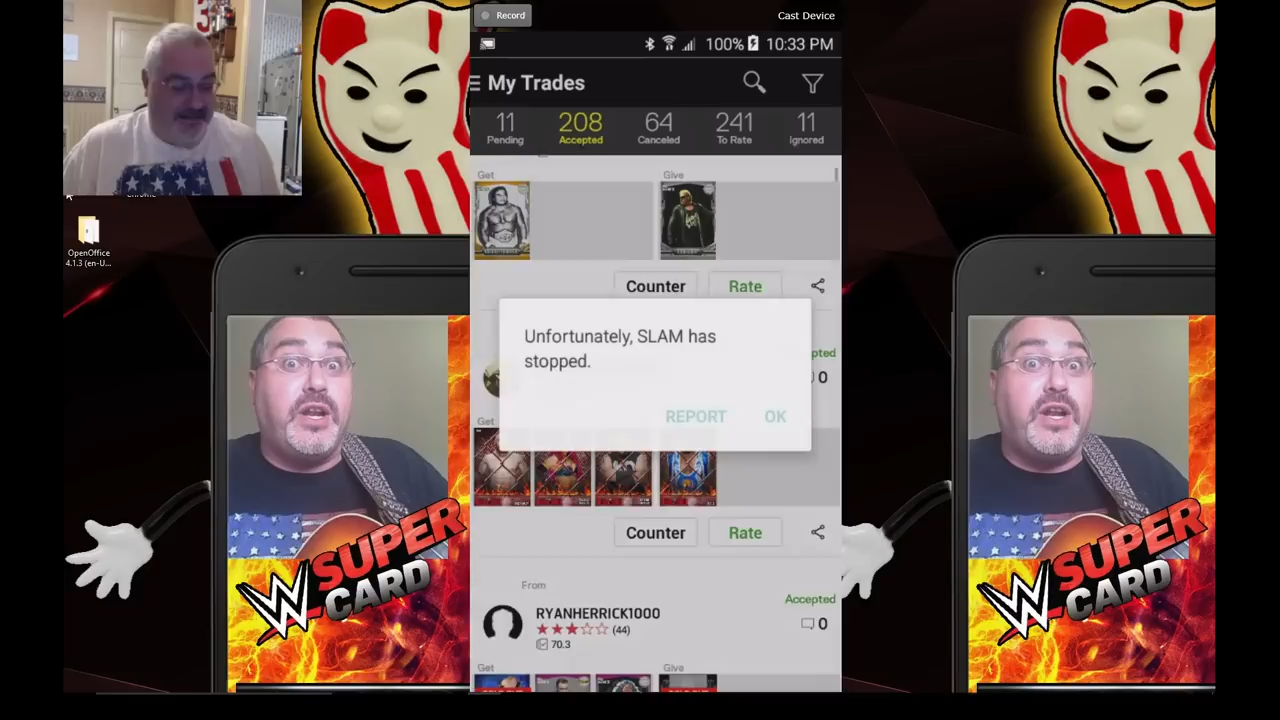 Record
Cast Device
100% 10:33 PM
My Trades
11 208 64 241 11
Pending Accepted Canceled To Rate Ignored
Get Give
OpenOffice
4.1.3 (en-U...
Counter Rate
Unfortunately, SLAM has
stopped.
0
REPORT OK
Get
Counter Rate
From
Accepted
RYANHERRICK1000
0
(44)
70.3
Get Give
W SUPER
CARD
W SUPER
CARD